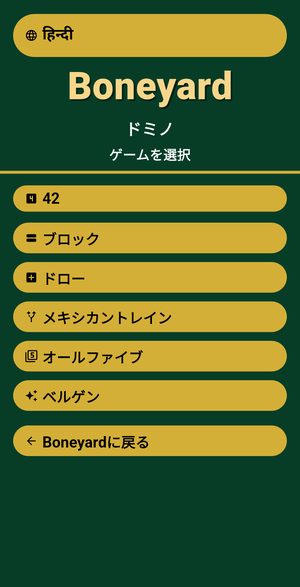 हिन्दी
Boneyard
ドミノ
ゲームを選択
42
ブロック
ドロー
メキシカントレイン
オールファイブ
ベルゲン
Boneyardに戻る